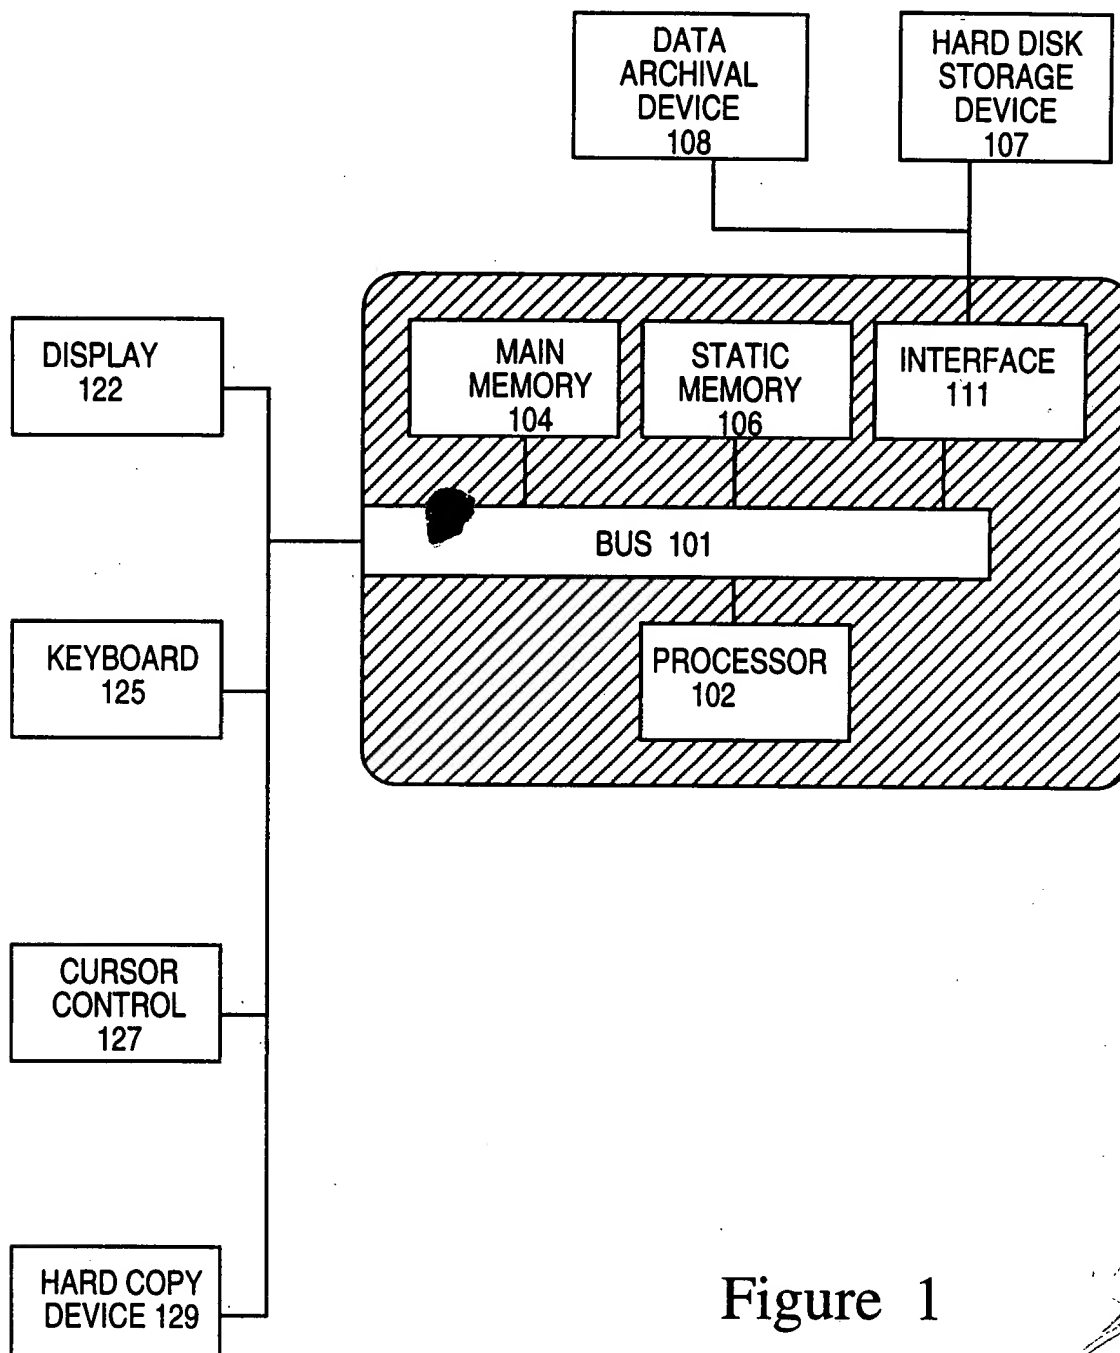 DATA
ARCHIVAL
DEVICE
108
HARD DISK
STORAGE
DEVICE
107
DISPLAY
122
MAIN
MEMORY
104
STATIC
MEMORY
106
INTERFACE
111
BUS 101
KEYBOARD
125
PROCESSOR
102
CURSOR
CONTROL
127
HARD COPY
DEVICE 129
Figure 1